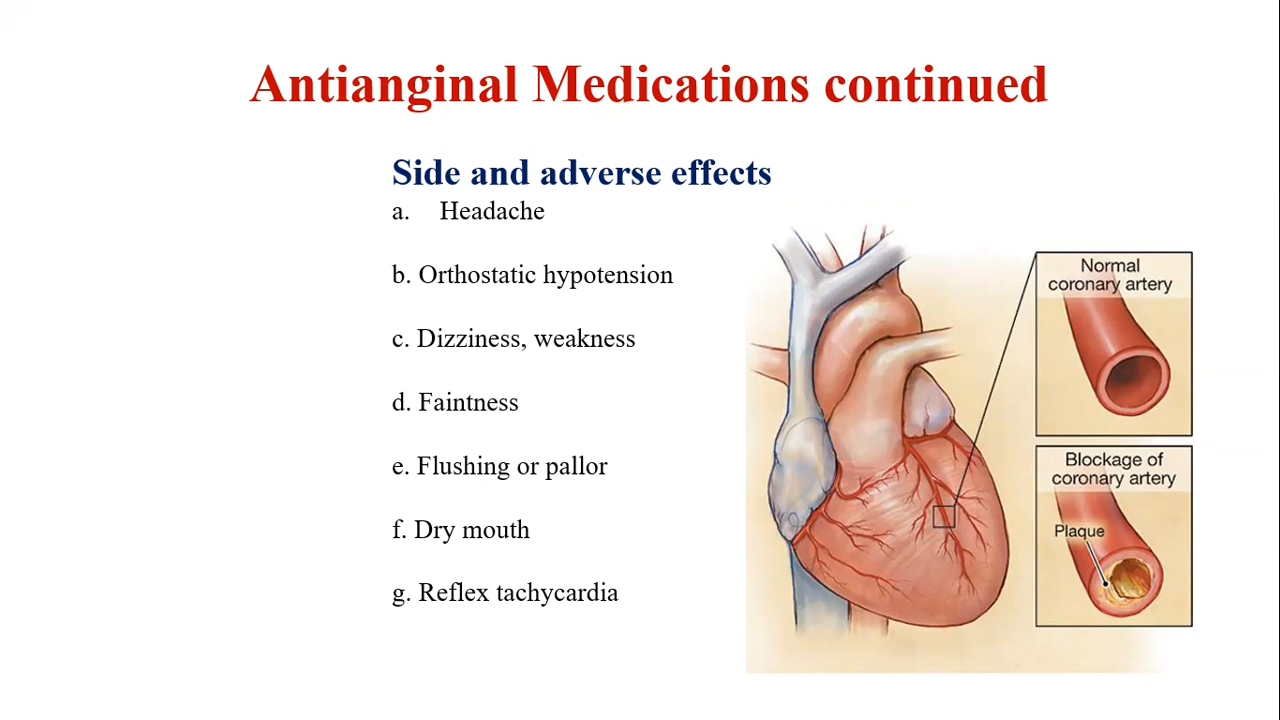 Antianginal Medications continued
Side and adverse effects
a. Headache
b. Orthostatic hypotension
c. Dizziness, weakness
d. Faintness
e. Flushing or pallor
f. Dry mouth
g. Reflex tachycardia
Normal
coronary artery
Blockage of
coronary artery
Plaque